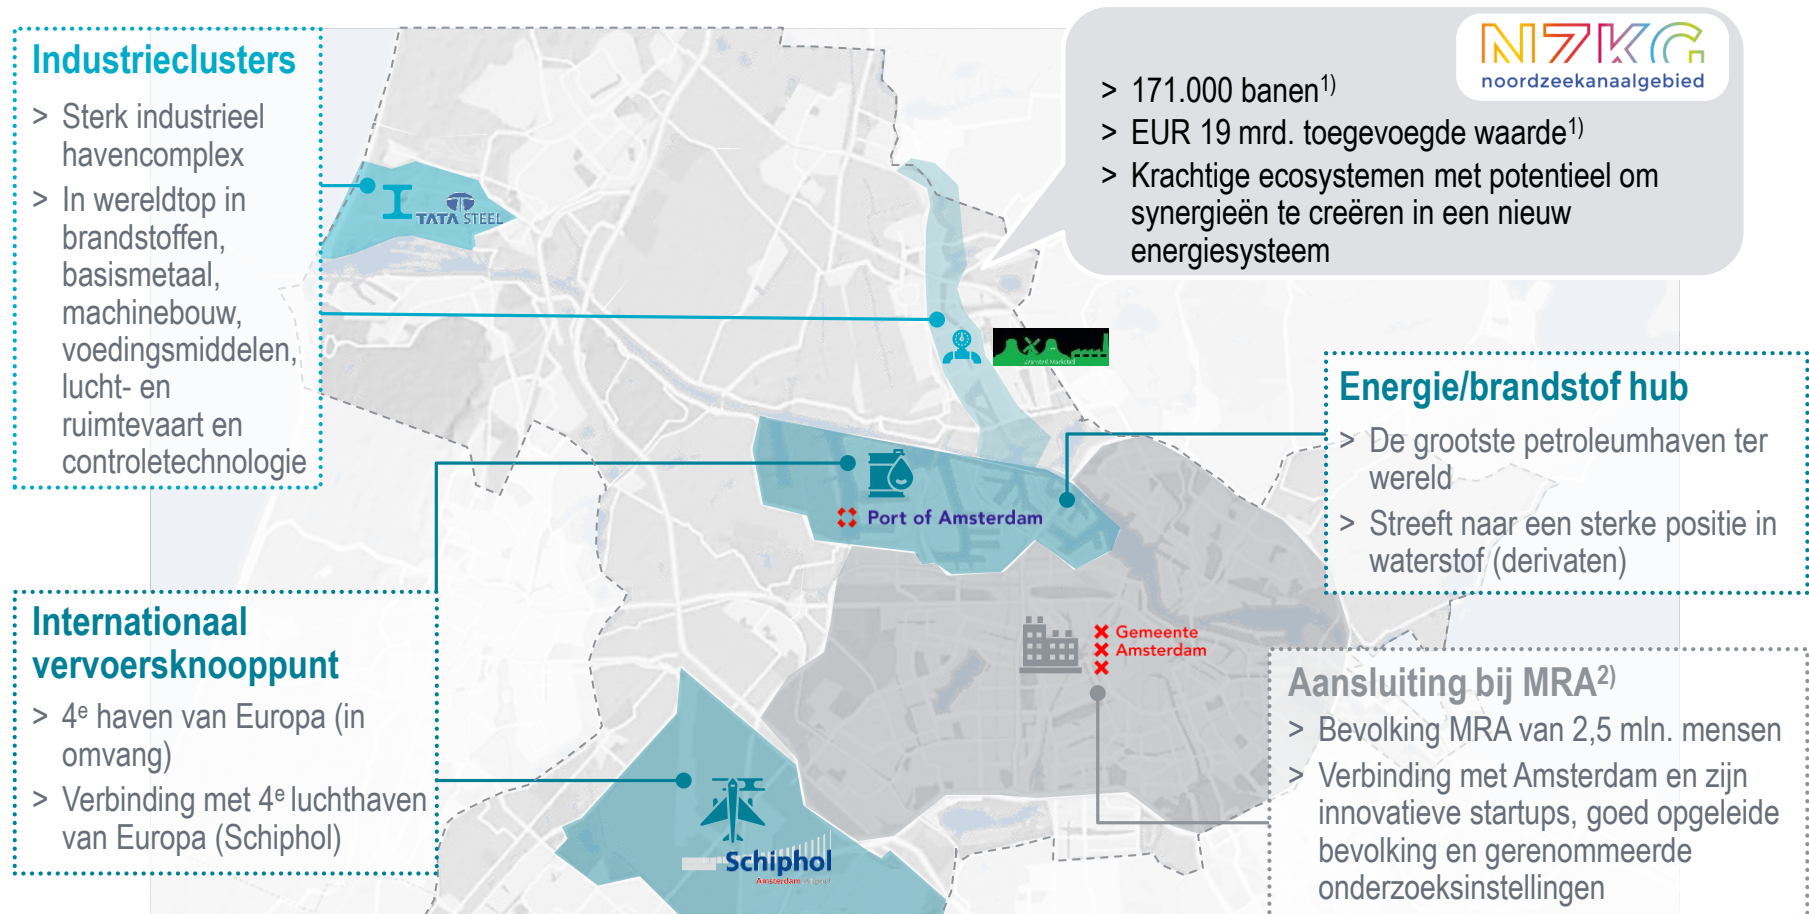 Industrieclusters
> Sterk industrieel
havencomplex
> In wereldtop in
brandstoffen,
basismetaal,
machinebouw,
voedingsmiddelen,
lucht- en
ruimtevaart en
controletechnologie
TATA STEEL
NZKG
noordzeekanaalgebied
> 171.000 banen1)
> EUR 19 mrd. toegevoegde waarde1)
> Krachtige ecosystemen met potentieel om
synergieën te creëren in een nieuw
energiesysteem
Energie/brandstof hub
> De grootste petroleumhaven ter
wereld
> Streeft naar een sterke positie in
waterstof (derivaten)
Port of Amsterdam
Internationaal
vervoersknooppunt
> 4e haven van Europa (in
omvang)
> Verbinding met 4e luchthaven
van Europa (Schiphol)
Gemeente
Amsterdam
Schiphol
Amsterdam
Aansluiting bij MRA2)
> Bevolking MRA van 2,5 mln. mensen
> Verbinding met Amsterdam en zijn
innovatieve startups, goed opgeleide
bevolking en gerenommeerde
onderzoeksinstellingen